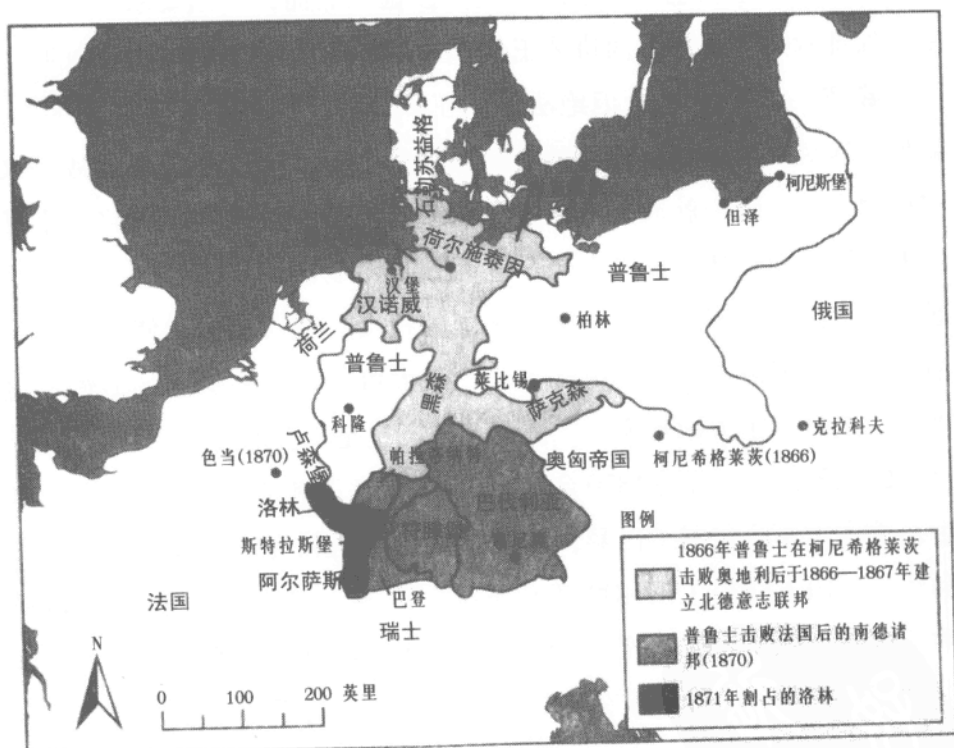 石勒苏益格
荷尔施泰因
柯尼斯堡
但泽
普鲁士
汉堡
汉诺威
柏林
俄国
荷兰
普鲁士
黑森
莱比锡
萨克森
科隆
克拉科夫
色当(1870)
卢森堡
奥匈帝国
柯尼希格莱茨(1866)
洛林
巴伐利亚
符腾堡
慕尼黑
斯特拉斯堡
阿尔萨斯
巴登
法国
瑞士
N
0 100 200 英里
图例
1866年普鲁士在柯尼希格莱茨
击败奥地利后于1866—1867年建
立北德意志联邦
普鲁士击败法国后的南德诸
邦(1870)
1871年割占的洛林